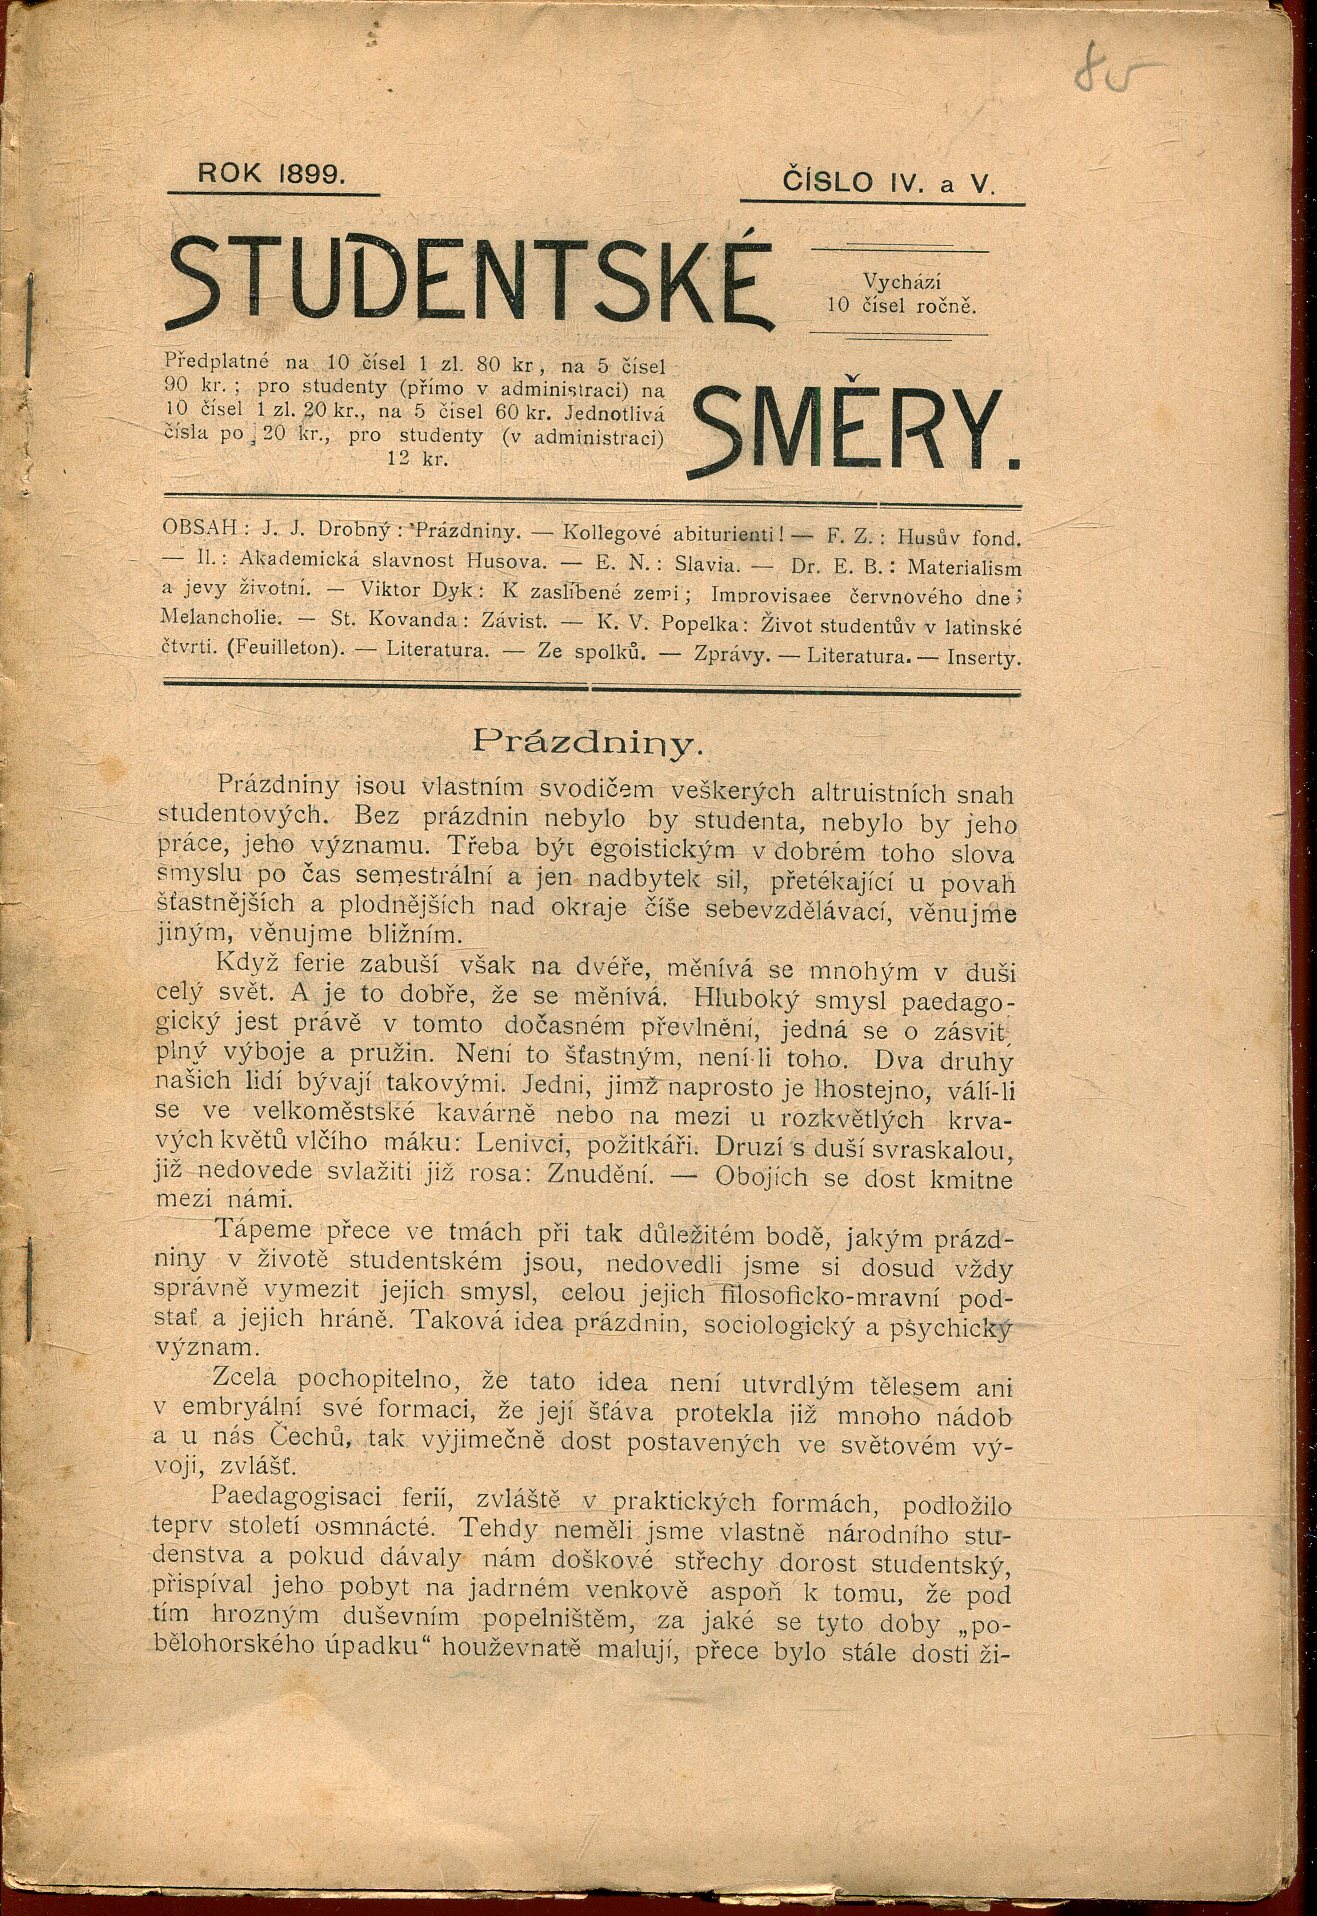 85
ROK 1899.
ČÍSLO IV. a V.
STUDENTSKÉ
Vychází
10 čísel ročně.
Předplatné na 10 čísel 1 zl. 80 kr, na 5 čísel
90 kr.; pro studenty (přímo v administraci) na
10 čísel 1 zl. 20 kr., na 5 čísel 60 kr. Jednotlivá
čísla po 20 kr., pro studenty (v administraci)
12 kr.
SMĚRY.
OBSAH: J. J. Drobný: Prázdniny. — Kollegové abiturienti! — F. Z.: Husův fond.
— Il.: Akademická slavnost Husova. — E. N.: Slavia. — Dr. E. B.: Materialism
a jevy životní. — Viktor Dyk: K zaslíbené zemi; Improvisaee červnového dne;
Melancholie. — St. Kovanda: Závist. — K. V. Popelka: Život studentův v latinské
čtvrti. (Feuilleton). — Literatura. — Ze spolků. — Zprávy. — Literatura. — Inserty.
Prázdniny.
Prázdniny jsou vlastním svodičem veškerých altruistních snah
studentových. Bez prázdnin nebylo by studenta, nebylo by jeho
práce, jeho významu. Třeba být egoistickým v dobrém toho slova
smyslu po čas semestrální a jen nadbytek sil, přetékající u povah
šťastnějších a plodnějších nad okraje číše sebevzdělávací, věnujme
jiným, věnujme bližním.
Když ferie zabuší však na dvéře, měnívá se mnohým v duši
celý svět. A je to dobře, že se měnívá. Hluboký smysl paedago-
gický jest právě v tomto dočasném převlnění, jedná se o zásvit
plný výboje a pružin. Není to šťastným, není-li toho. Dva druhy
našich lidí bývají takovými. Jedni, jimž naprosto je lhostejno, válí-li
se ve velkoměstské kavárně nebo na mezi u rozkvětlých krva-
vých květů vlčího máku: Lenivci, požitkáři. Druzí s duší svraskalou,
již nedovede svlažiti již rosa: Znudění. — Obojích se dost kmitne
mezi námi.
Tápeme přece ve tmách při tak důležitém bodě, jakým prázd-
niny v životě studentském jsou, nedovedli jsme si dosud vždy
správně vymezit jejich smysl, celou jejich filosoficko-mravní pod-
stať a jejich hráně. Taková idea prázdnin, sociologický a psychický
význam.
Zcela pochopitelno, že tato idea není utvrdlým tělesem ani
v embryální své formaci, že její šťáva protekla již mnoho nádob
a u nás Čechů, tak vyjimečně dost postavených ve světovém vý-
voji, zvlášť.
Paedagogisaci ferií, zvláště v praktických formách, podložilo
teprv století osmnácté. Tehdy neměli jsme vlastně národního stu-
denstva a pokud dávaly nám doškové střechy dorost studentský,
přispíval jeho pobyt na jadrném venkově aspoň k tomu, že pod
tím hrozným duševním popelništěm, za jaké se tyto doby „po-
bělohorského úpadku“ houževnatě malují, přece bylo stále dosti ži-